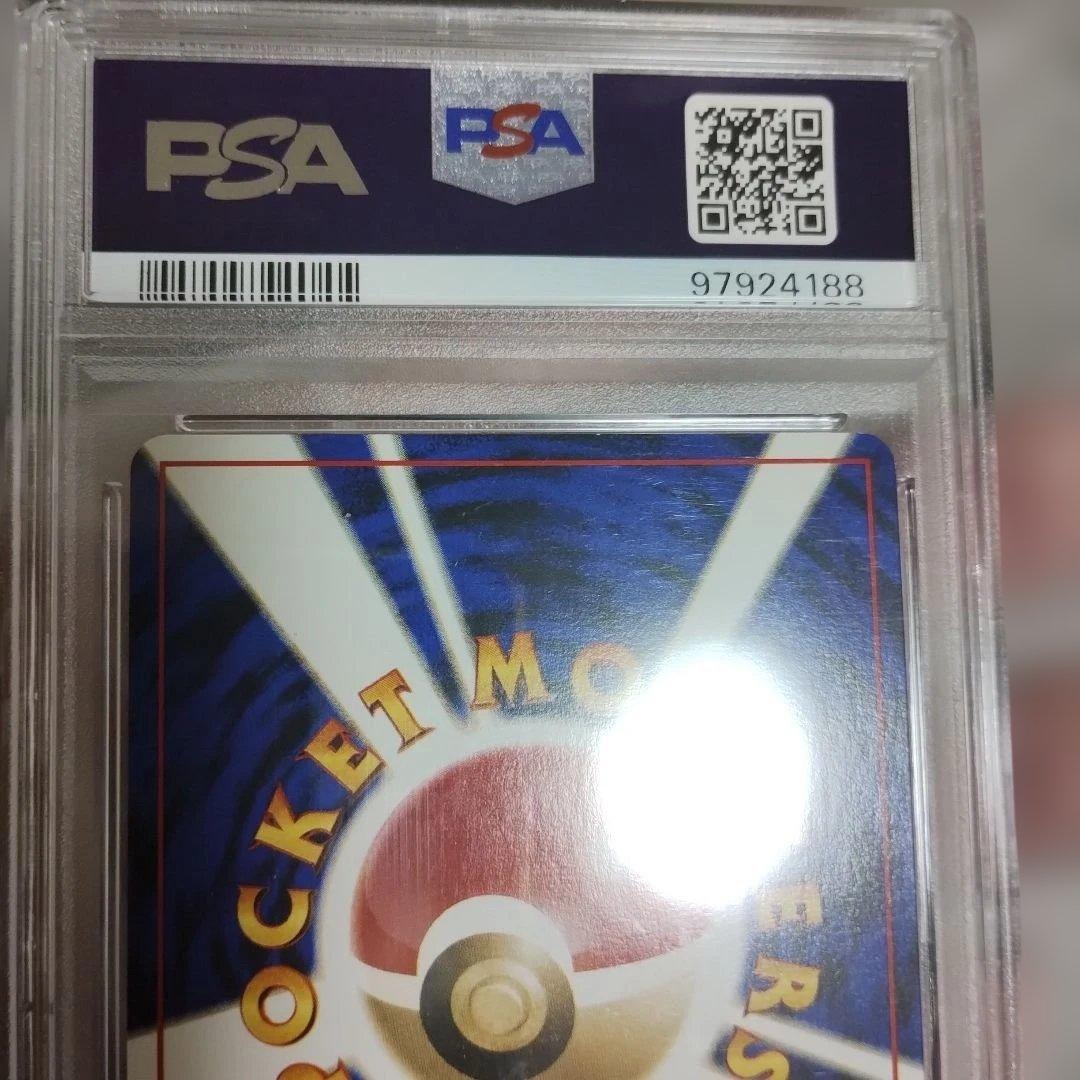 PSA
PSA
97924188
POCKET MO
ERS